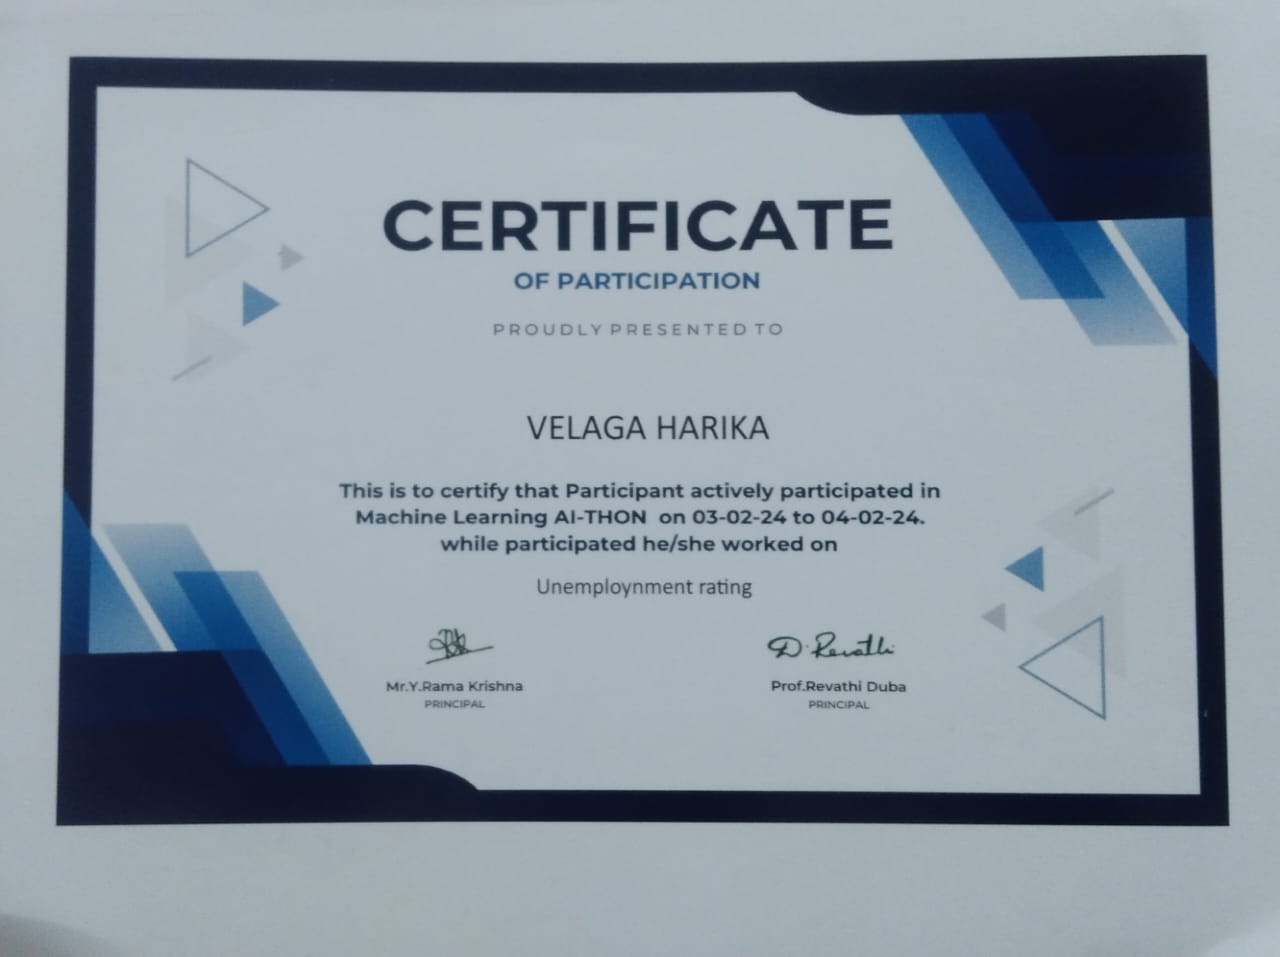 CERTIFICATE
OF PARTICIPATION
PROUDLY PRESENTED TO
VELAGA HARIKA
This is to certify that Participant actively participated in
Machine Learning AI-THON on 03-02-24 to 04-02-24.
while participated he/she worked on
Unemploynment rating
D. Revathi
Mr.Y.Rama Krishna
Prof.Revathi Duba
PRINCIPAL
PRINCIPAL